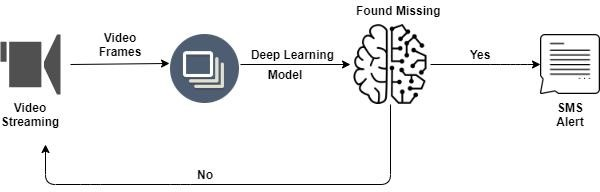 Found Missing
Video
Frames
Deep Learning
Model
Yes
Video
Streaming
SMS
Alert
No